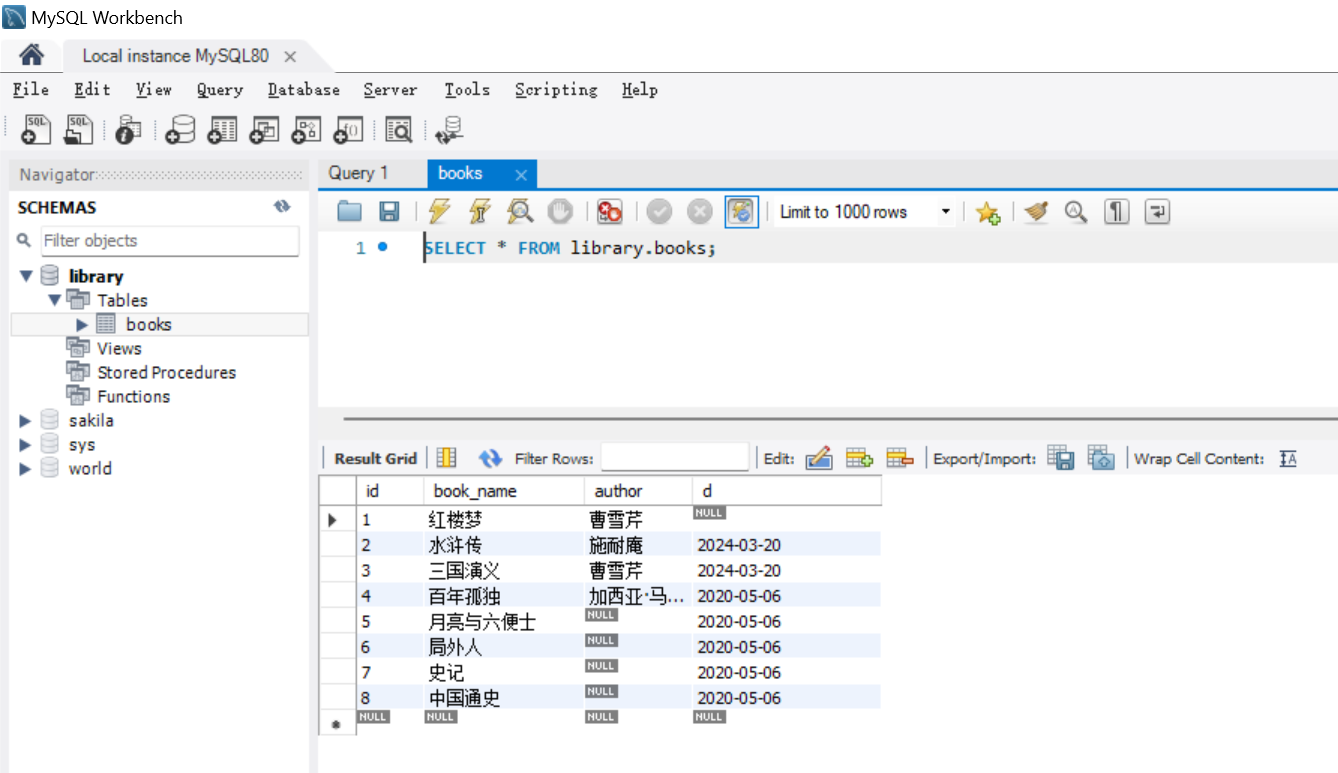 MySQL Workbench
Local instance MySQL80
File Edit View Query Database Server Tools Scripting Help
Navigator
SCHEMAS
Filter objects
library
Tables
books
Views
Stored Procedures
Functions
sakila
sys
world
Query 1 books
Limit to 1000 rows
1 SELECT * FROM library.books;
Result Grid Filter Rows: Edit: Export/Import: Wrap Cell Content:
id book_name author d
1 红楼梦 曹雪芹 NULL
2 水浒传 施耐庵 2024-03-20
3 三国演义 曹雪芹 2024-03-20
4 百年孤独 加西亚·马... 2020-05-06
5 月亮与六便士 NULL 2020-05-06
6 局外人 NULL 2020-05-06
7 史记 NULL 2020-05-06
8 中国通史 NULL 2020-05-06
NULL NULL NULL NULL